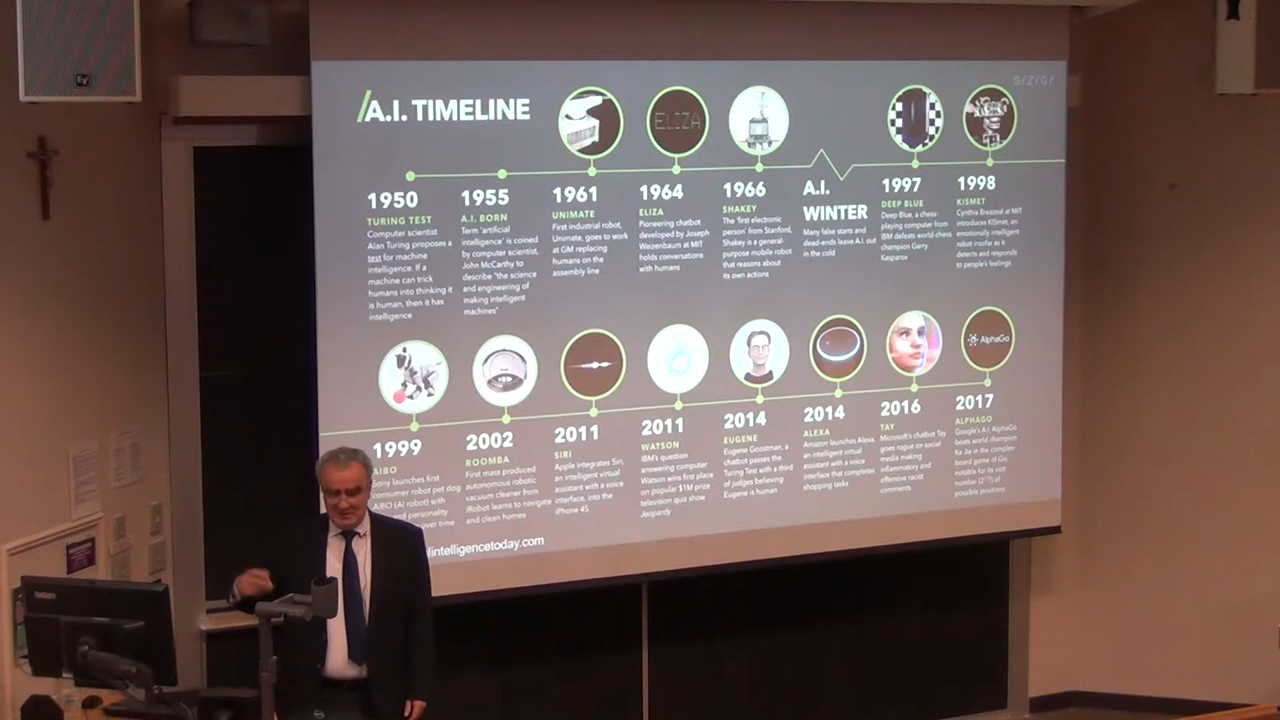 S/Z/G/
/A.I. TIMELINE
ELIZA
1950
TURING TEST
Computer scientist
Alan Turing proposes a
test for machine
intelligence. If a
machine can trick
humans into thinking it
is human, then it has
intelligence
1955
A.I. BORN
Term 'artificial
intelligence' is coined
by computer scientist,
John McCarthy to
describe "the science
and engineering of
making intelligent
machines"
1961
UNIMATE
First industrial robot,
Unimate, goes to work
at GM replacing
humans on the
assembly line
1964
ELIZA
Pioneering chatbot
developed by Joseph
Weizenbaum at MIT
holds conversations
with humans
1966
SHAKEY
The 'first electronic
person' from Stanford,
Shakey is a general-
purpose mobile robot
that reasons about
its own actions
A.I.
WINTER
Many false starts and
dead-ends leave A.I. out
in the cold
1997
DEEP BLUE
Deep Blue, a chess-
playing computer from
IBM defeats world chess
champion Garry
Kasparov
1998
KISMET
Cynthia Breazeal at MIT
introduces KISmet, an
emotionally intelligent
robot insofar as it
detects and responds
to people's feelings
AlphaGo
1999
AIBO
Sony launches first
consumer robot pet dog
AiBO (AI robot) with
and personality
over time
2002
ROOMBA
First mass produced
autonomous robotic
vacuum cleaner from
iRobot learns to navigate
and clean homes
2011
SIRI
Apple integrates Siri,
an intelligent virtual
assistant with a voice
interface, into the
iPhone 4S
2011
WATSON
IBM's question
answering computer
Watson wins first place
on popular $1M prize
television quiz show
Jeopardy
2014
EUGENE
Eugene Goostman, a
chatbot passes the
Turing Test with a third
of judges believing
Eugene is human
2014
ALEXA
Amazon launches Alexa,
an intelligent virtual
assistant with a voice
interface that completes
shopping tasks
2016
TAY
Microsoft's chatbot Tay
goes rogue on social
media making
inflammatory and
offensive racist
comments
2017
ALPHAGO
Google's A.I. AlphaGo
beats world champion
Ke Jie in the complex
board game of Go,
notable for its vast
number of
possible positions
lintelligencetoday.com